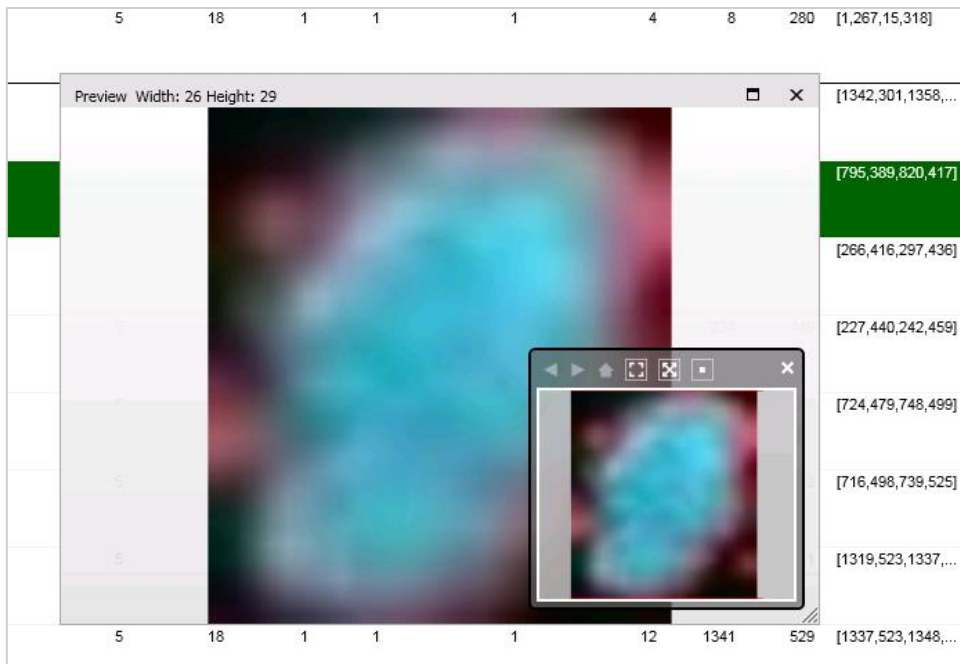 5 18 1 1 1 4 8 280 [1,267,15,318]
Preview Width: 26 Height: 29
[1342,301,1358,...
[795,389,820,417]
[266,416,297,436]
[227,440,242,459]
[724,479,748,499]
5 [716,498,739,525]
5 [1319,523,1337,...
5 18 1 1 1 12 1341 529 [1337,523,1348,...